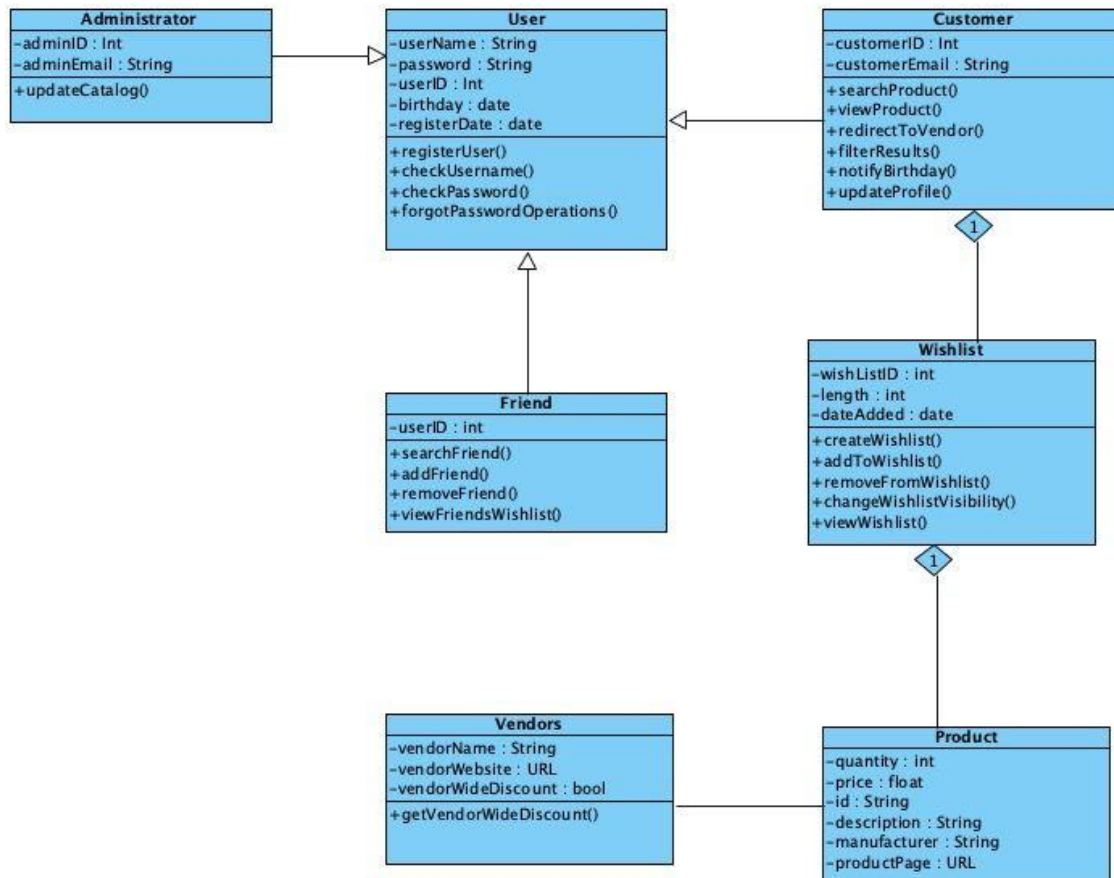 Administrator
-adminID : Int
-adminEmail : String
+updateCatalog()
User
-userName : String
-password : String
-userID : Int
-birthday : date
-registerDate : date
+registerUser()
+checkUsername()
+checkPassword()
+forgotPasswordOperations()
Customer
-customerID : Int
-customerEmail : String
+searchProduct()
+viewProduct()
+redirectToVendor()
+filterResults()
+notifyBirthday()
+updateProfile()
1
Friend
-userID : int
+searchFriend()
+addFriend()
+removeFriend()
+viewFriendsWishlist()
Wishlist
-wishListID : int
-length : int
-dateAdded : date
+createWishlist()
+addToWishlist()
+removeFromWishlist()
+changeWishlistVisibility()
+viewWishlist()
1
Vendors
-vendorName : String
-vendorWebsite : URL
-vendorWideDiscount : bool
+getVendorWideDiscount()
Product
-quantity : int
-price : float
-id : String
-description : String
-manufacturer : String
-productPage : URL